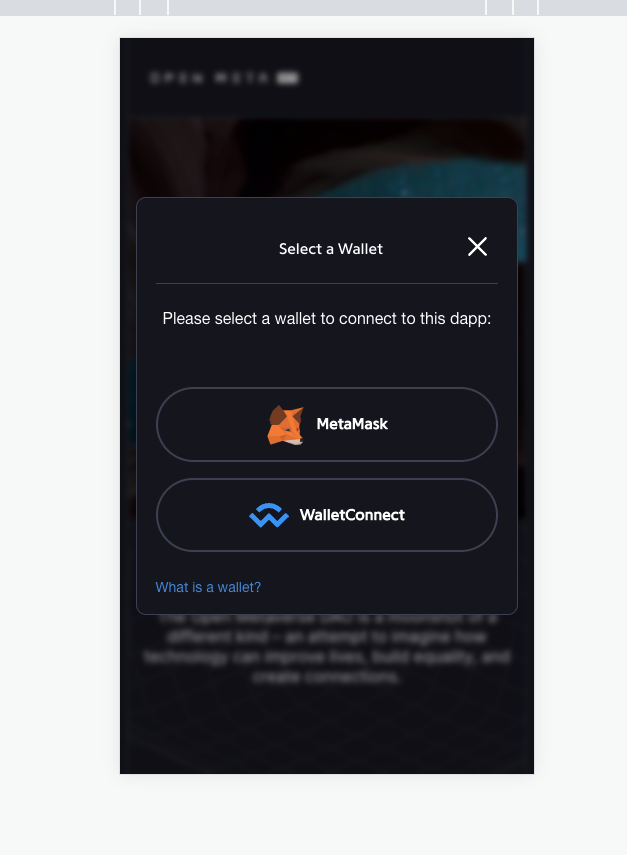 OPEN META
Select a Wallet
Please select a wallet to connect to this dapp:
MetaMask
WalletConnect
What is a wallet?
The Open Metaverse DAO is a moonshot of a
different kind – an attempt to imagine how
technology can improve lives, build equality, and
create connections.